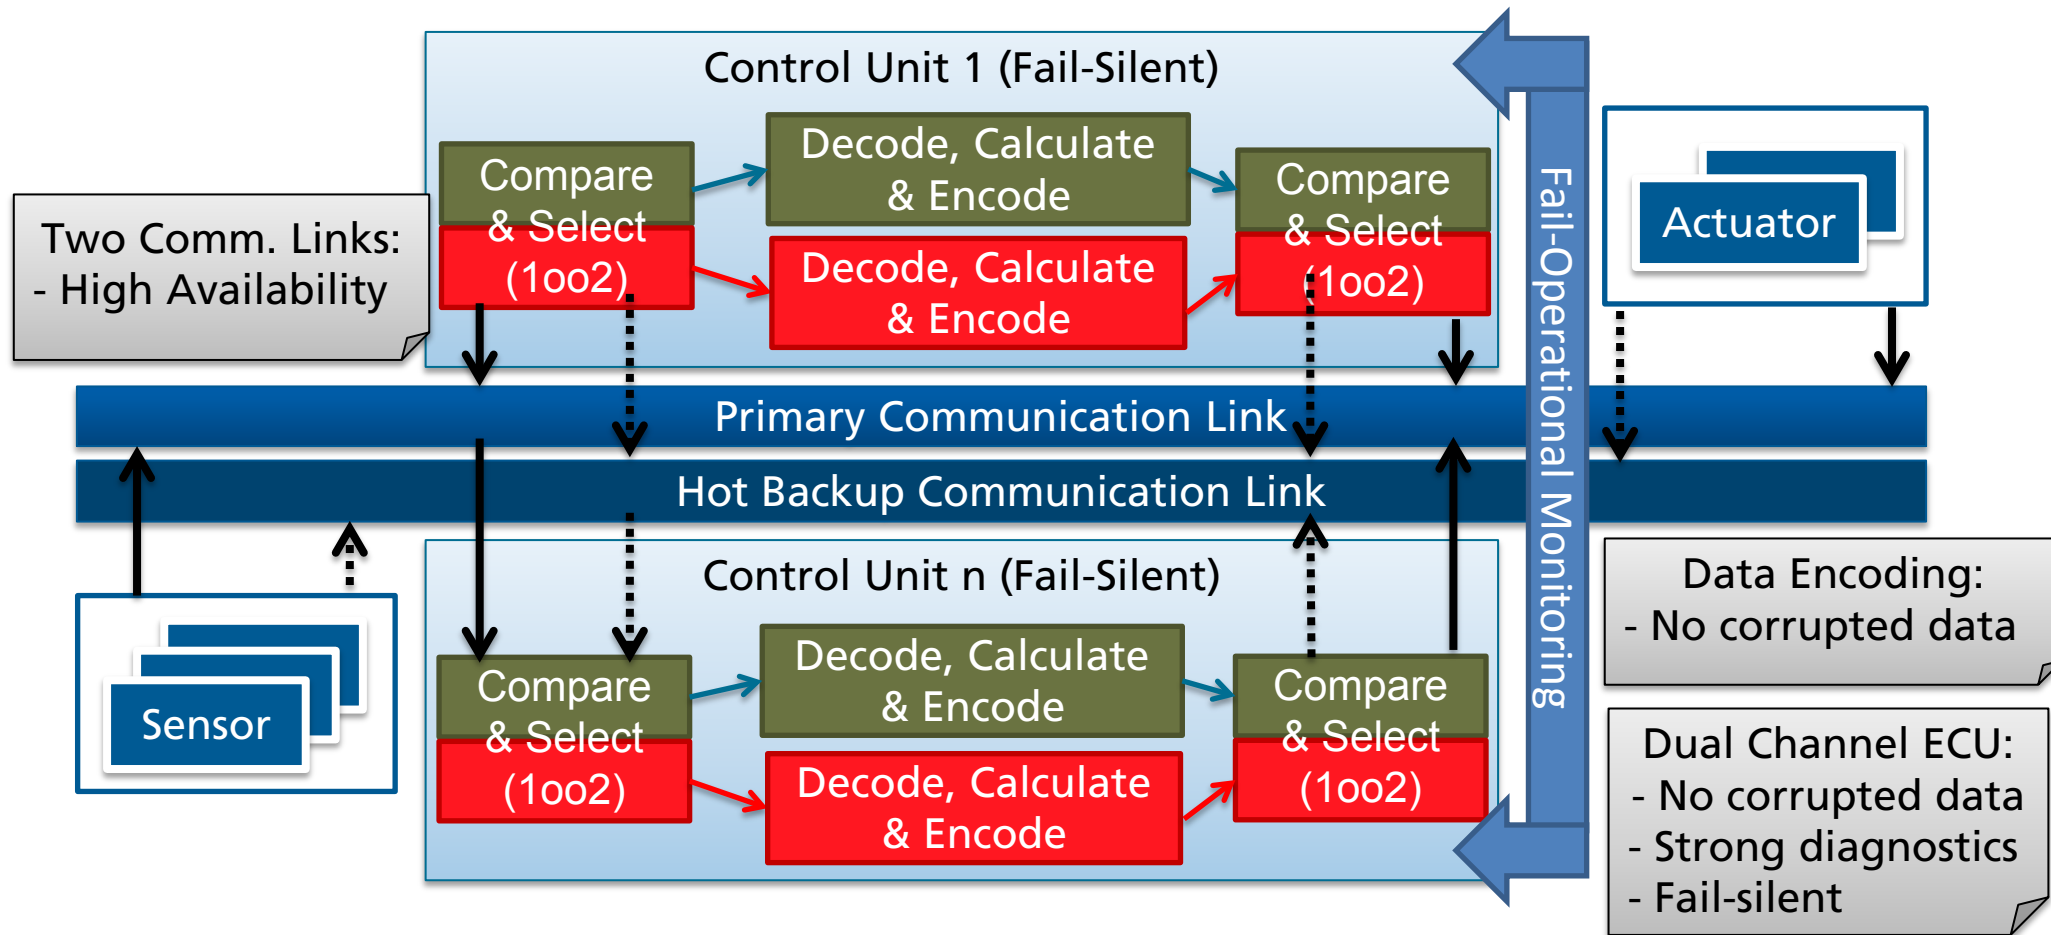 Control Unit 1 (Fail-Silent)
Compare
& Select
(1oo2)
Decode, Calculate
& Encode
Decode, Calculate
& Encode
Compare
& Select
(1oo2)
Two Comm. Links:
- High Availability
Fail-Operational Monitoring
Actuator
Primary Communication Link
Hot Backup Communication Link
Control Unit n (Fail-Silent)
Sensor
Compare
& Select
(1oo2)
Decode, Calculate
& Encode
Decode, Calculate
& Encode
Compare
& Select
(1oo2)
Data Encoding:
- No corrupted data
Dual Channel ECU:
- No corrupted data
- Strong diagnostics
- Fail-silent